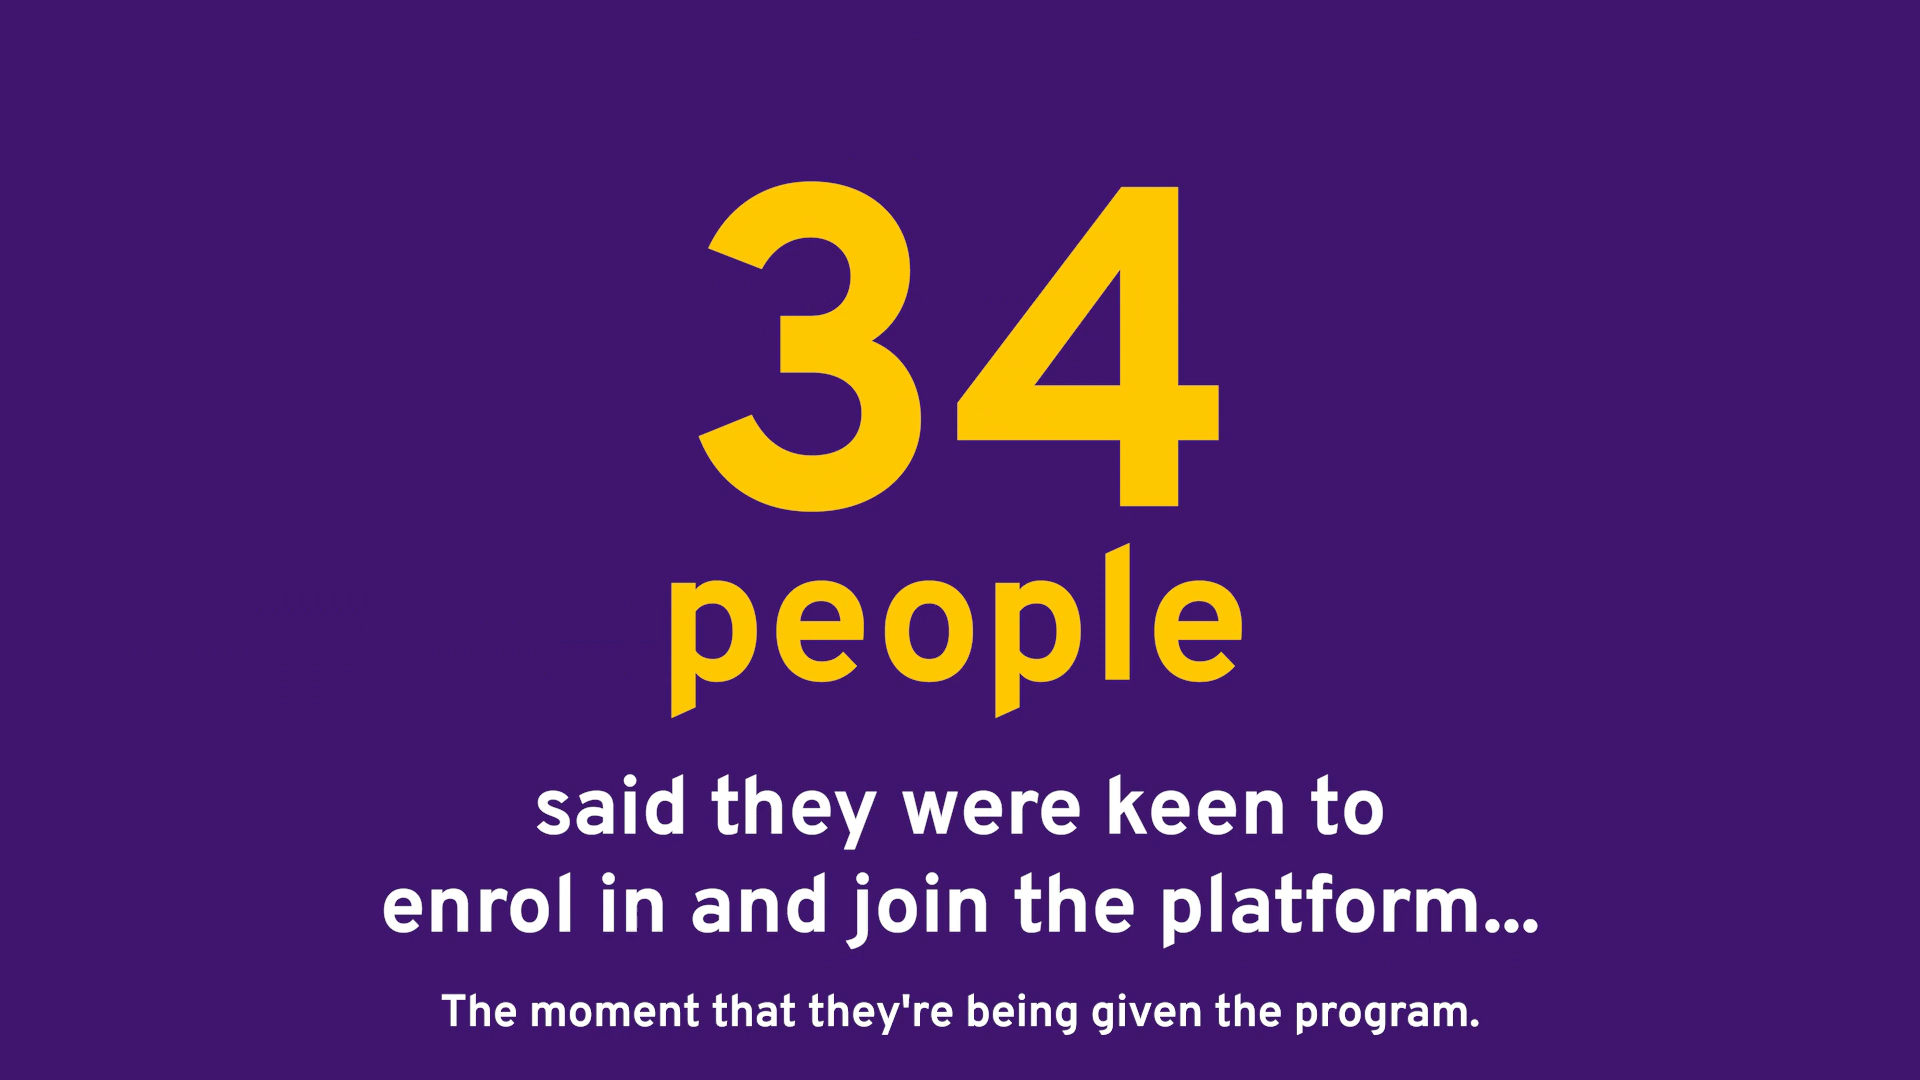 34
people
said they were keen to
enrol in and join the platform...
The moment that they're being given the program.